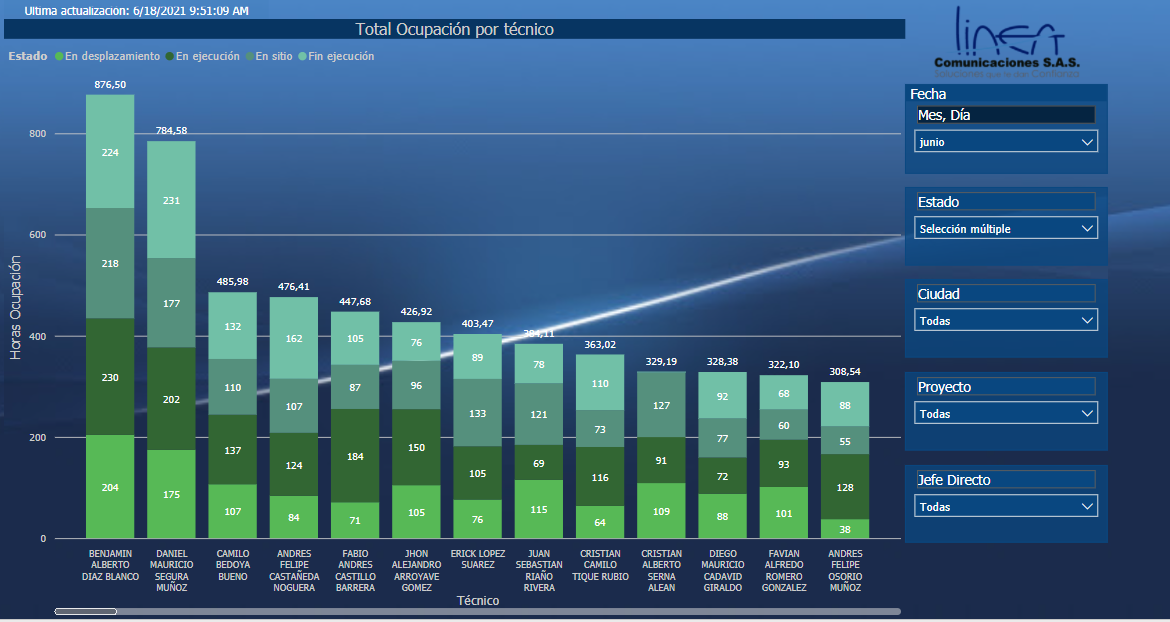 Ultima actualización: 6/18/2021 9:51:09 AM
Total Ocupación por técnico
Estado En desplazamiento En ejecución En sitio Fin ejecución
linea
Comunicaciones S.A.S.
Soluciones que te dan Confianza
Fecha
Mes, Día
junio
Estado
Selección múltiple
Ciudad
Todas
Proyecto
Todas
Jefe Directo
Todas
Horas Ocupación
800
600
400
200
0
876,50
224
218
230
204
BENJAMIN
ALBERTO
DIAZ BLANCO
784,58
231
177
202
175
DANIEL
MAURICIO
SEGURA
MUÑOZ
485,98
132
110
137
107
CAMILO
BEDOYA
BUENO
476,41
162
107
124
84
ANDRES
FELIPE
CASTAÑEDA
NOGUERA
447,68
105
87
184
71
FABIO
ANDRES
CASTILLO
BARRERA
426,92
76
96
150
105
JHON
ALEJANDRO
ARROYAVE
GOMEZ
403,47
89
133
105
76
ERICK LOPEZ
SUAREZ
384,11
78
121
69
115
JUAN
SEBASTIAN
RIAÑO
RIVERA
363,02
110
73
116
64
CRISTIAN
CAMILO
TIQUE RUBIO
329,19
127
91
109
CRISTIAN
ALBERTO
SERNA
ALEAN
328,38
92
77
72
88
DIEGO
MAURICIO
CADAVID
GIRALDO
322,10
68
60
93
101
FAVIAN
ALFREDO
ROMERO
GONZALEZ
308,54
88
55
128
38
ANDRES
FELIPE
OSORIO
MUÑOZ
Técnico